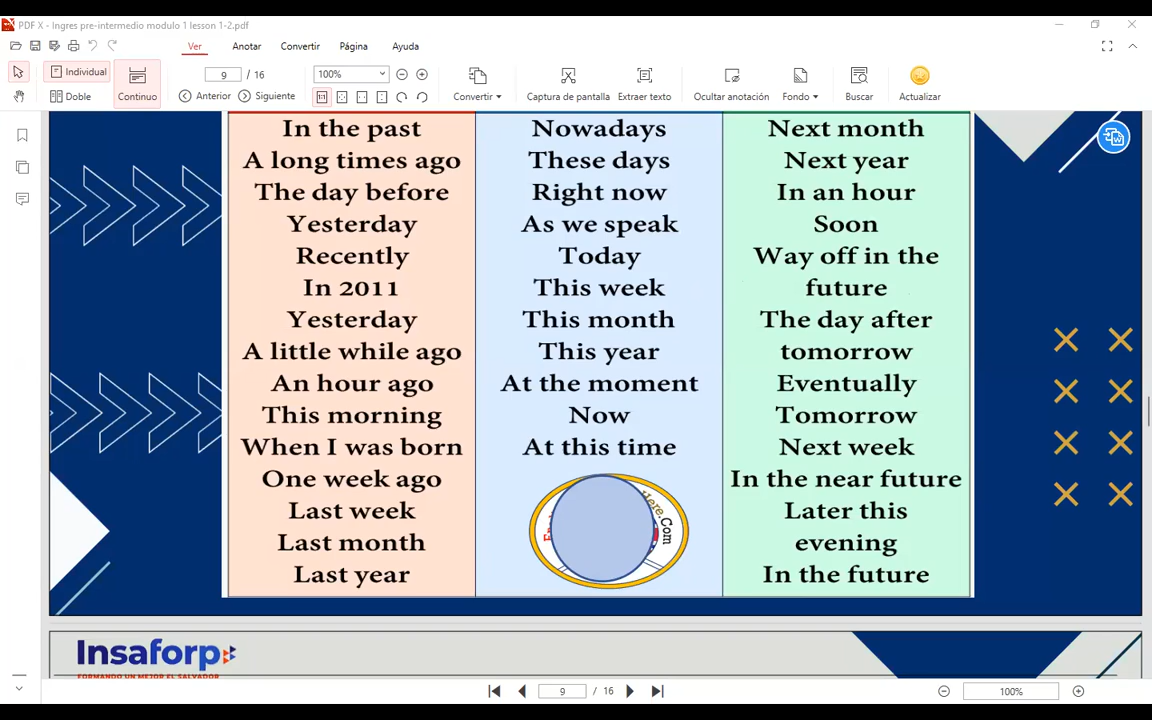 PDF X - Ingres pre-intermedio modulo 1 lesson 1-2.pdf
Ver Anotar Convertir Página Ayuda
Individual
Doble
Continuo
9 / 16
Anterior Siguiente
100%
Convertir
Captura de pantalla
Extraer texto
Ocultar anotación
Fondo
Buscar
Actualizar
In the past
A long times ago
The day before
Yesterday
Recently
In 2011
Yesterday
A little while ago
An hour ago
This morning
When I was born
One week ago
Last week
Last month
Last year
Nowadays
These days
Right now
As we speak
Today
This week
This month
This year
At the moment
Now
At this time
Here.Com
Next month
Next year
In an hour
Soon
Way off in the
future
The day after
tomorrow
Eventually
Tomorrow
Next week
In the near future
Later this
evening
In the future
Insaforp
FORMANDO UN MEJOR EL SALVADOR
9 / 16
100%